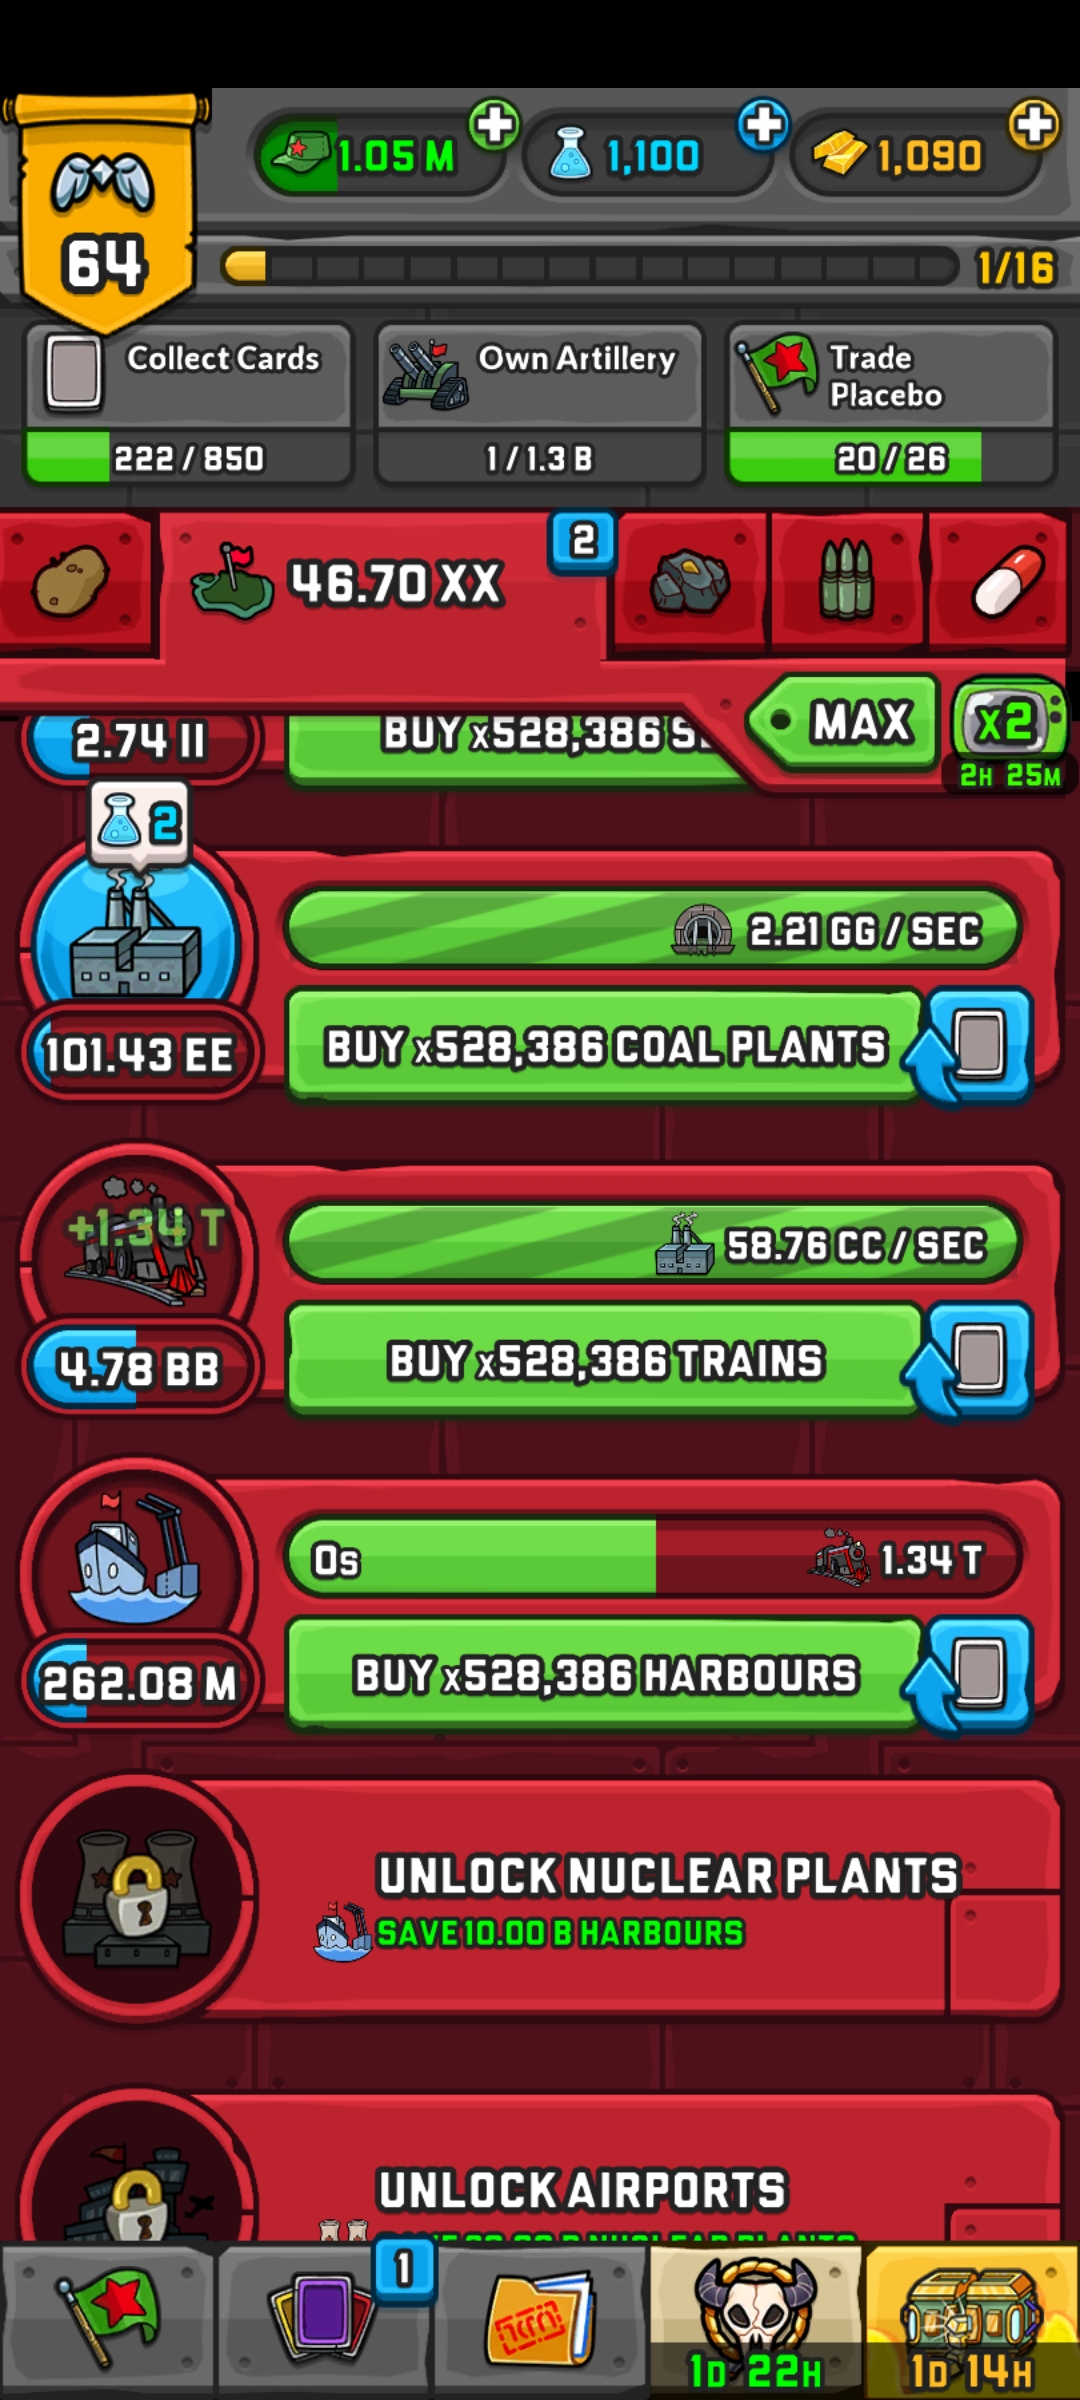 64
1.05 M
1,100
1,090
1/16
Collect Cards
222 / 850
Own Artillery
1 / 1.3 B
Trade
Placebo
20 / 26
46.70 XX
2
MAX
x2
2H 25M
2.74 II
BUY x528,386 S
2
2.21 GG / SEC
101.43 EE
BUY x528,386 COAL PLANTS
+1.34 T
58.76 CC / SEC
4.78 BB
BUY x528,386 TRAINS
0s
1.34 T
262.08 M
BUY x528,386 HARBOURS
UNLOCK NUCLEAR PLANTS
SAVE 10.00 B HARBOURS
UNLOCK AIRPORTS
1
1D 22H
1D 14H